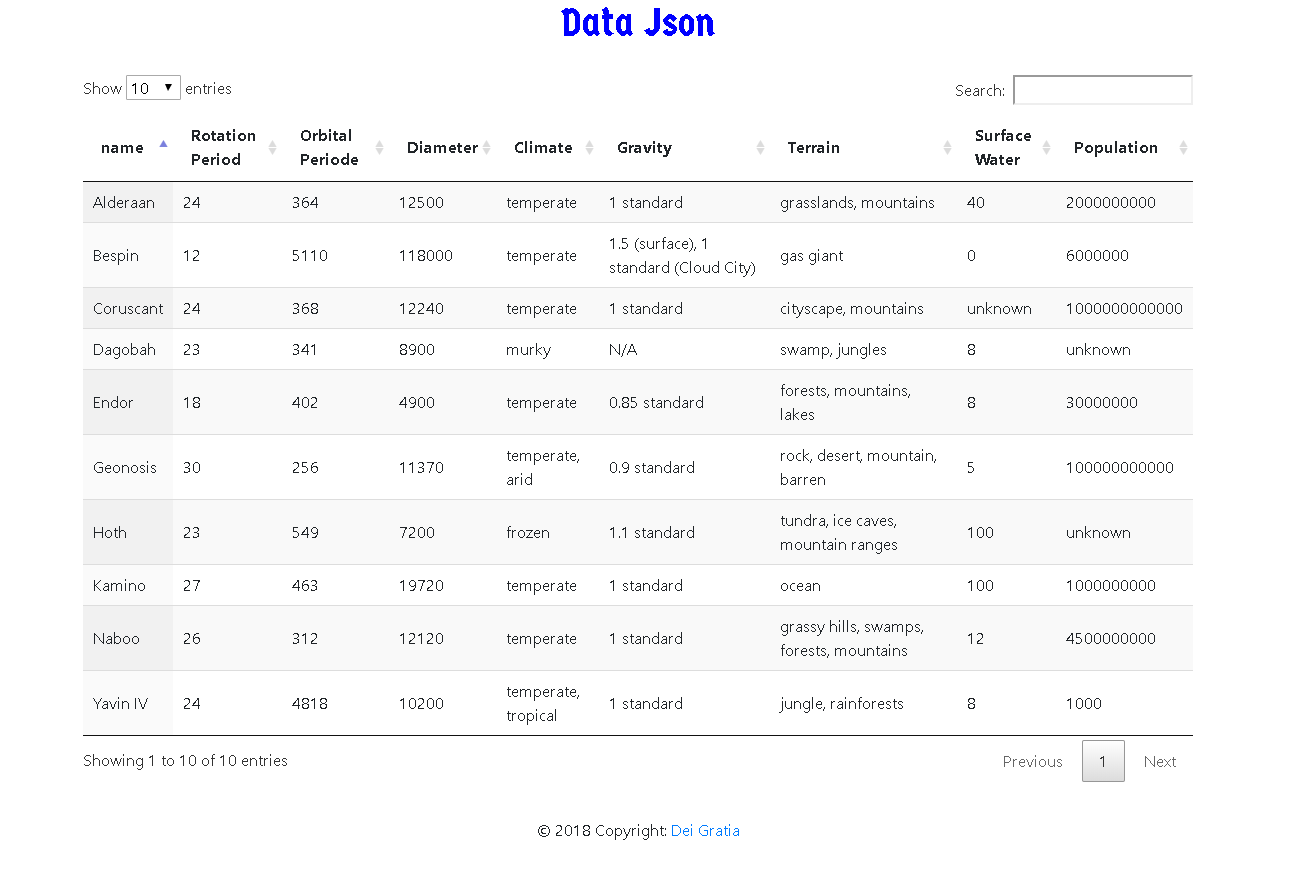 Data Json
Show 10 entries
Search:
name Rotation Period Orbital Periode Diameter Climate Gravity Terrain Surface Water Population
Alderaan 24 364 12500 temperate 1 standard grasslands, mountains 40 2000000000
Bespin 12 5110 118000 temperate 1.5 (surface), 1 standard (Cloud City) gas giant 0 6000000
Coruscant 24 368 12240 temperate 1 standard cityscape, mountains unknown 1000000000000
Dagobah 23 341 8900 murky N/A swamp, jungles 8 unknown
Endor 18 402 4900 temperate 0.85 standard forests, mountains, lakes 8 30000000
Geonosis 30 256 11370 temperate, arid 0.9 standard rock, desert, mountain, barren 5 100000000000
Hoth 23 549 7200 frozen 1.1 standard tundra, ice caves, mountain ranges 100 unknown
Kamino 27 463 19720 temperate 1 standard ocean 100 1000000000
Naboo 26 312 12120 temperate 1 standard grassy hills, swamps, forests, mountains 12 4500000000
Yavin IV 24 4818 10200 temperate, tropical 1 standard jungle, rainforests 8 1000
Showing 1 to 10 of 10 entries
Previous 1 Next
© 2018 Copyright: Dei Gratia